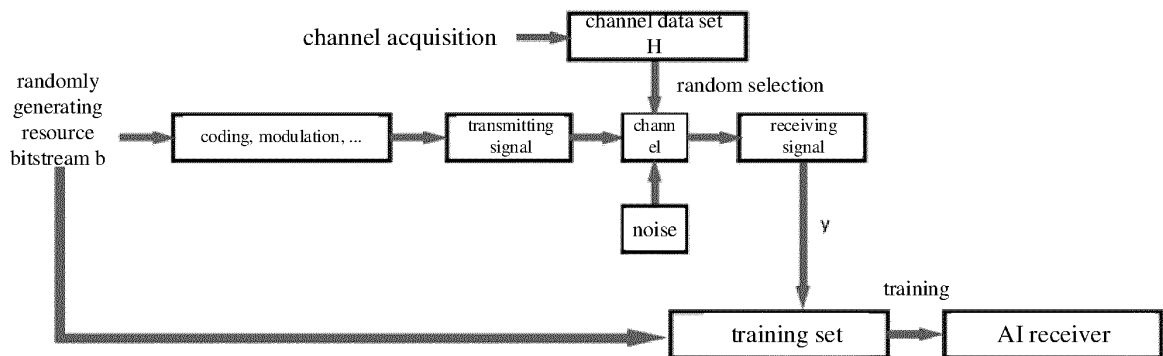 channel acquisition
channel data set
H
random selection
randomly
generating
resource
bitstream b
coding, modulation, ...
transmitting
signal
chann
el
receiving
signal
noise
y
training
training set
AI receiver